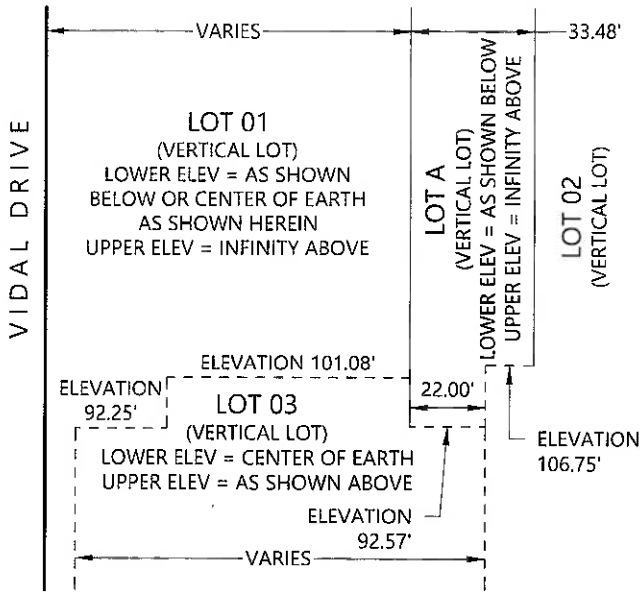 VARIES
33.48'
VIDAL DRIVE
LOT 01
(VERTICAL LOT)
LOWER ELEV = AS SHOWN
BELOW OR CENTER OF EARTH
AS SHOWN HEREIN
UPPER ELEV = INFINITY ABOVE
LOT A
(VERTICAL LOT)
LOWER ELEV = AS SHOWN BELOW
UPPER ELEV = INFINITY ABOVE
LOT 02
(VERTICAL LOT)
ELEVATION 101.08'
ELEVATION
92.25'
LOT 03
(VERTICAL LOT)
LOWER ELEV = CENTER OF EARTH
UPPER ELEV = AS SHOWN ABOVE
22.00'
ELEVATION
106.75'
ELEVATION
92.57'
VARIES